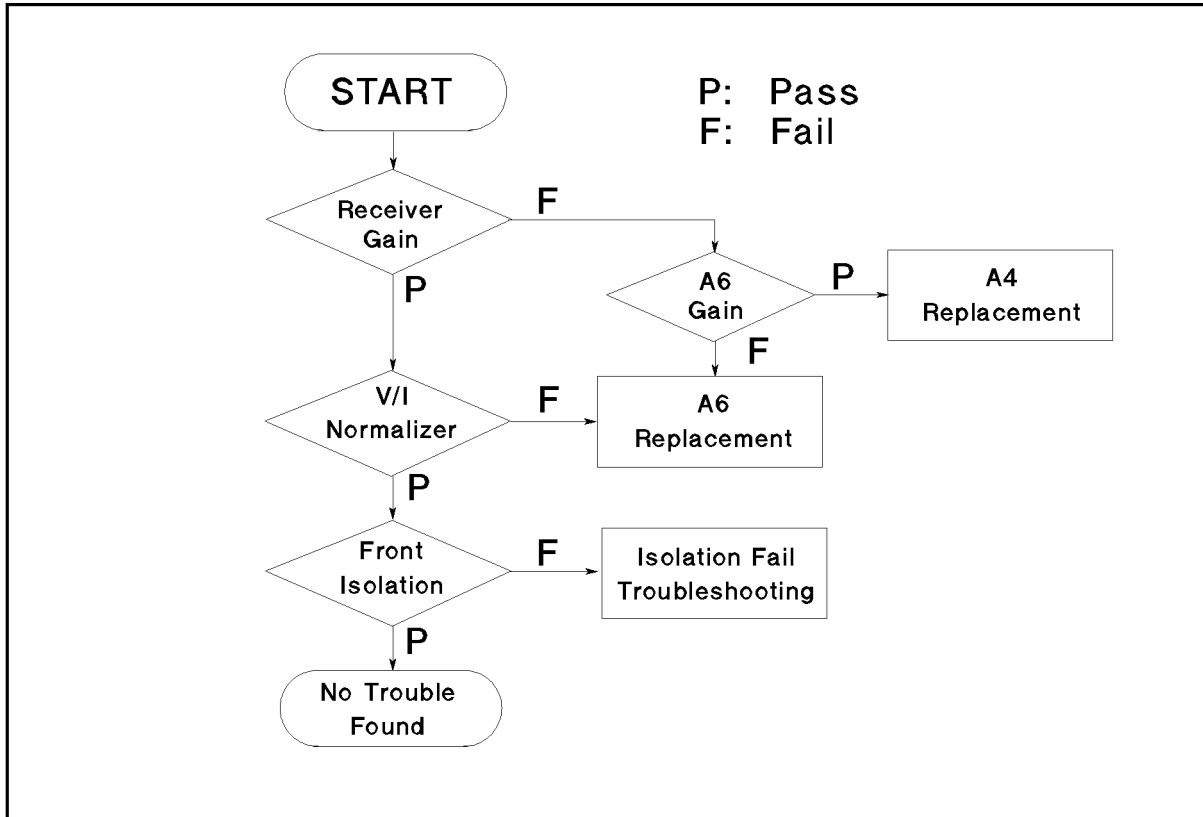 START
P: Pass
F: Fail
Receiver
Gain
F
P
A6
Gain
P
A4
Replacement
F
V/I
Normalizer
F
A6
Replacement
P
Front
Isolation
F
Isolation Fail
Troubleshooting
P
No Trouble
Found